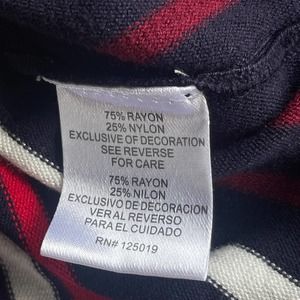 75% RAYON
25% NYLON
EXCLUSIVE OF DECORATION
SEE REVERSE
FOR CARE
75% RAYON
25% NILON
EXCLUSIVO DE DECORACION
VER AL REVERSO
PARA EL CUIDADO
RN# 125019